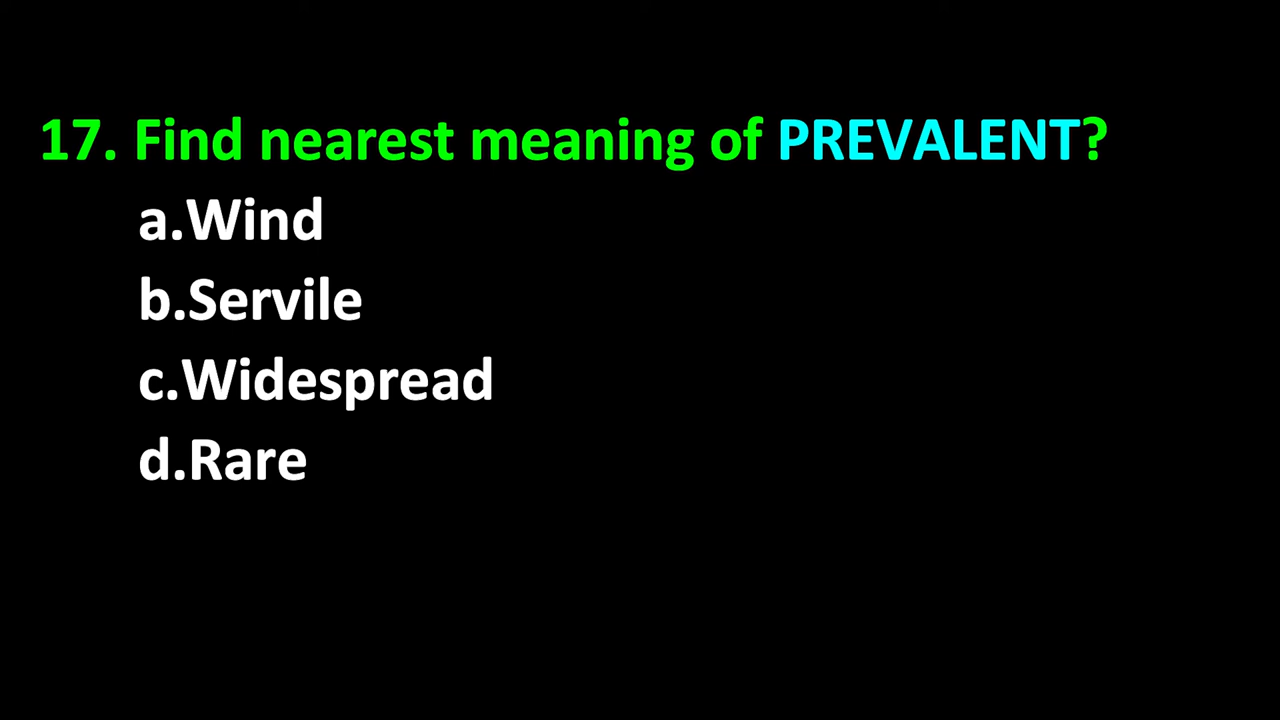 17. Find nearest meaning of PREVALENT?
a.Wind
b.Servile
c.Widespread
d.Rare